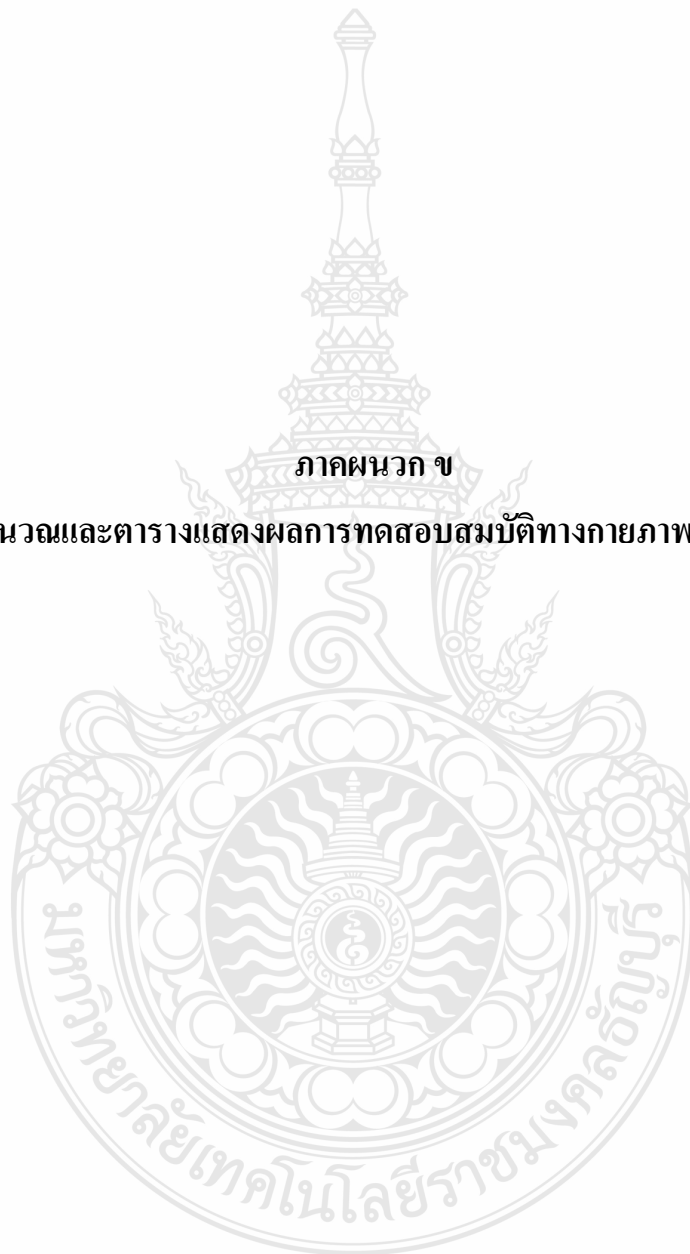 ภาคผนวก ข
นวณและตารางแสดงผลการทดสอบสมบัติทางกายภาพ
มหาวิทยาลัยเทคโนโลยีราชมงคลธัญบุรี